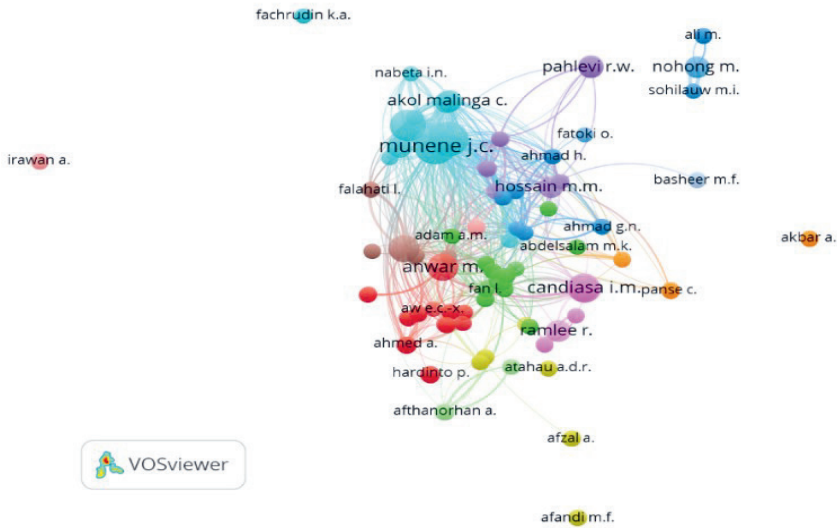 fachrudin k.a.
ali m.
pahlevi r.w.
nohong m.
nabeta i.n.
sohilauw m.i.
akol malinga c.
fatoki o.
munene j.c.
ahmad h.
irawan a.
basheer m.f.
falahati l.
hossain m.m.
ahmad g.n.
adam a.m.
akbar a.
abdelsalam m.k.
anwar m.
fan l.
candiasa i.m.
panse c.
aw e.c.-x.
ramlee r.
ahmed a.
atahau a.d.r.
hardinto p.
afthanorhan a.
afzal a.
VOSviewer
afandi m.f.